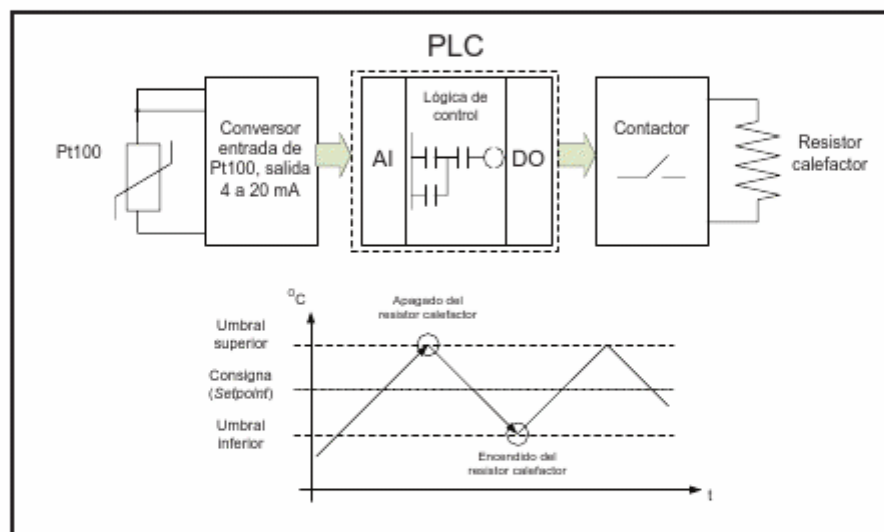 PLC
Pt100
Conversor
entrada de
Pt100, salida
4 a 20 mA
AI
Lógica de
control
DO
Contactor
Resistor
calefactor
°C
Apagado del
resistor calefactor
Umbral
superior
Consigna
(Setpoint)
Umbral
inferior
Encendido del
resistor calefactor
t